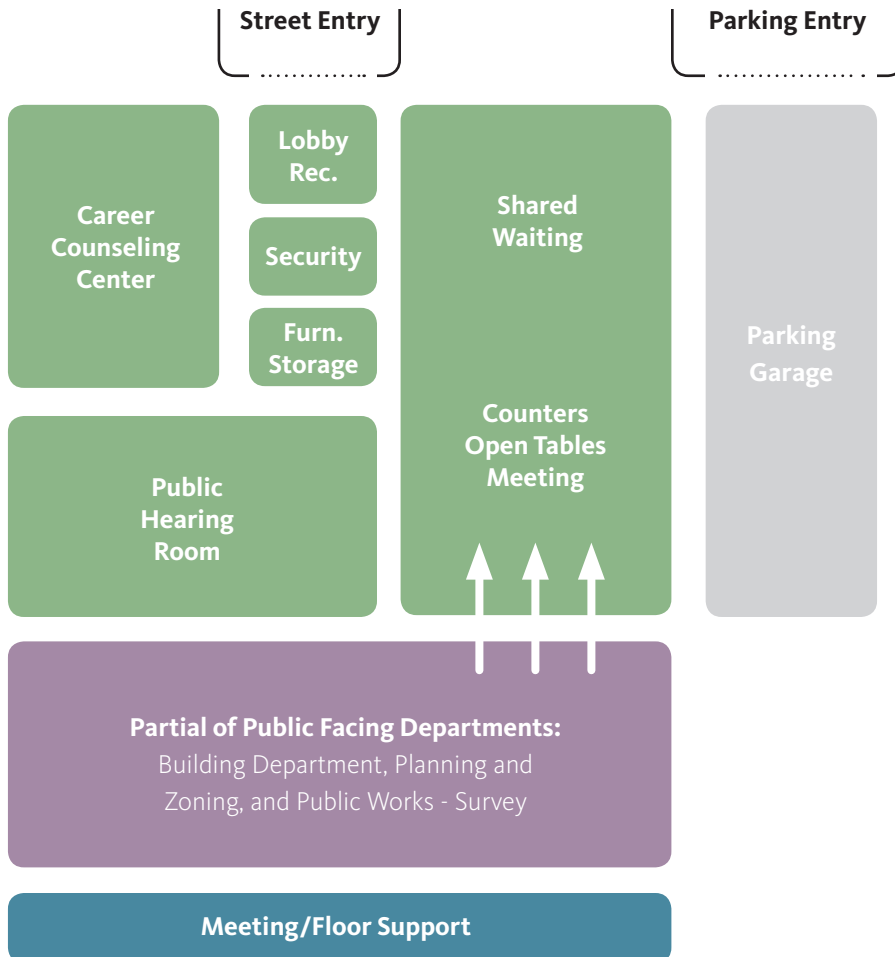 Street Entry
Parking Entry
Lobby
Rec.
Career
Counseling
Center
Security
Furn.
Storage
Shared
Waiting
Counters
Open Tables
Meeting
Parking
Garage
Public
Hearing
Room
Partial of Public Facing Departments:
Building Department, Planning and
Zoning, and Public Works - Survey
Meeting/Floor Support